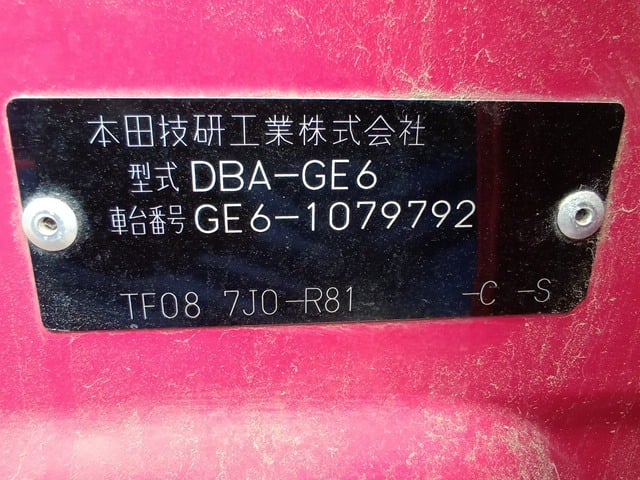 本田技研工業株式会社
型式 DBA-GE6
車台番号 GE6-1079792
TF08 7J0-R81 -C -S